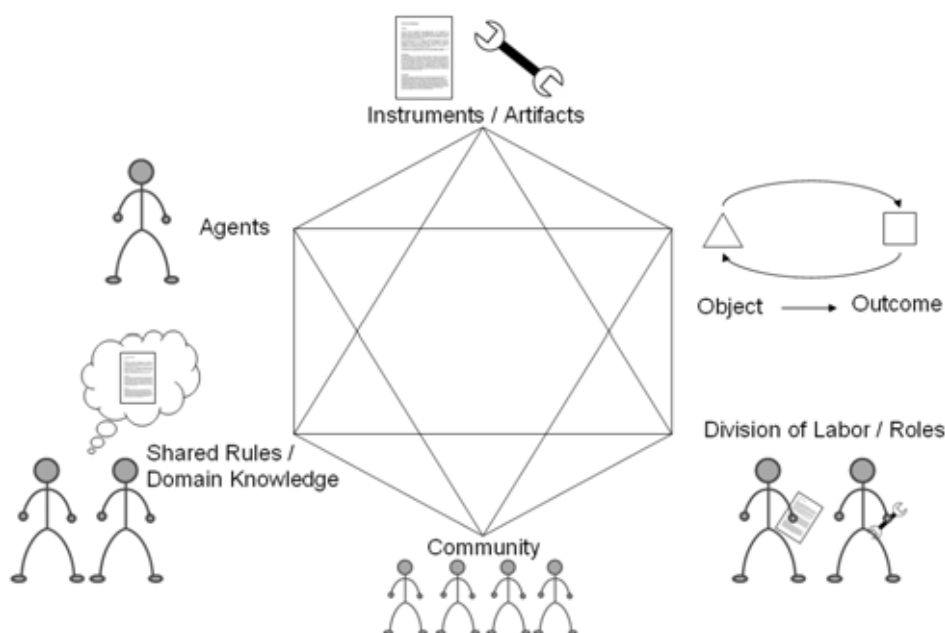 Instruments / Artifacts
Agents
Object
Outcome
Shared Rules /
Domain Knowledge
Division of Labor / Roles
Community